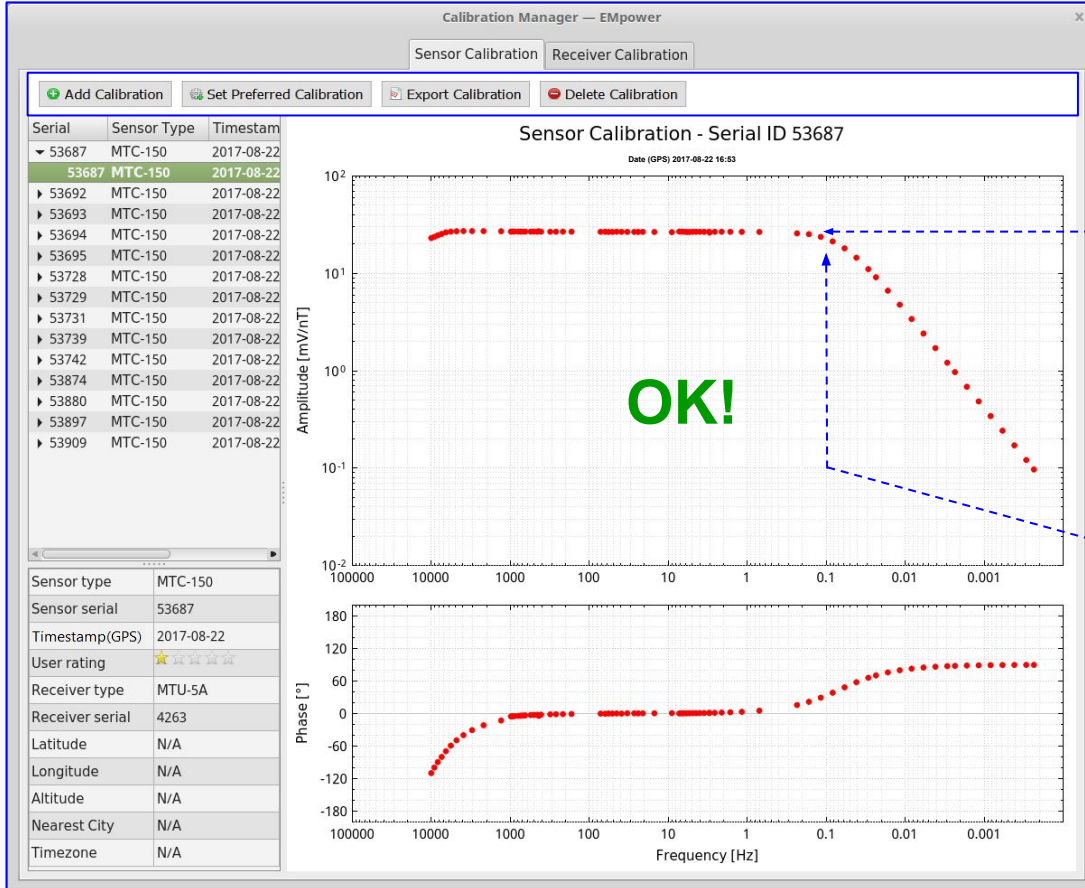 Calibration Manager — EMpower
x
Sensor Calibration Receiver Calibration
Add Calibration Set Preferred Calibration Export Calibration Delete Calibration
Serial Sensor Type Timestam
53687 MTC-150 2017-08-22
53687 MTC-150 2017-08-22
53692 MTC-150 2017-08-22
53693 MTC-150 2017-08-22
53694 MTC-150 2017-08-22
53695 MTC-150 2017-08-22
53728 MTC-150 2017-08-22
53729 MTC-150 2017-08-22
53731 MTC-150 2017-08-22
53739 MTC-150 2017-08-22
53742 MTC-150 2017-08-22
53874 MTC-150 2017-08-22
53880 MTC-150 2017-08-22
53897 MTC-150 2017-08-22
53909 MTC-150 2017-08-22
Sensor type MTC-150
Sensor serial 53687
Timestamp(GPS) 2017-08-22
User rating
Receiver type MTU-5A
Receiver serial 4263
Latitude N/A
Longitude N/A
Altitude N/A
Nearest City N/A
Timezone N/A
Sensor Calibration - Serial ID 53687
Date (GPS) 2017-08-22 16:53
Amplitude [mV/nT]
10²
10¹
10⁰
10⁻¹
10⁻²
OK!
100000 10000 1000 100 10 1 0.1 0.01 0.001
Phase [°]
180
120
60
0
-60
-120
-180
100000 10000 1000 100 10 1 0.1 0.01 0.001
Frequency [Hz]